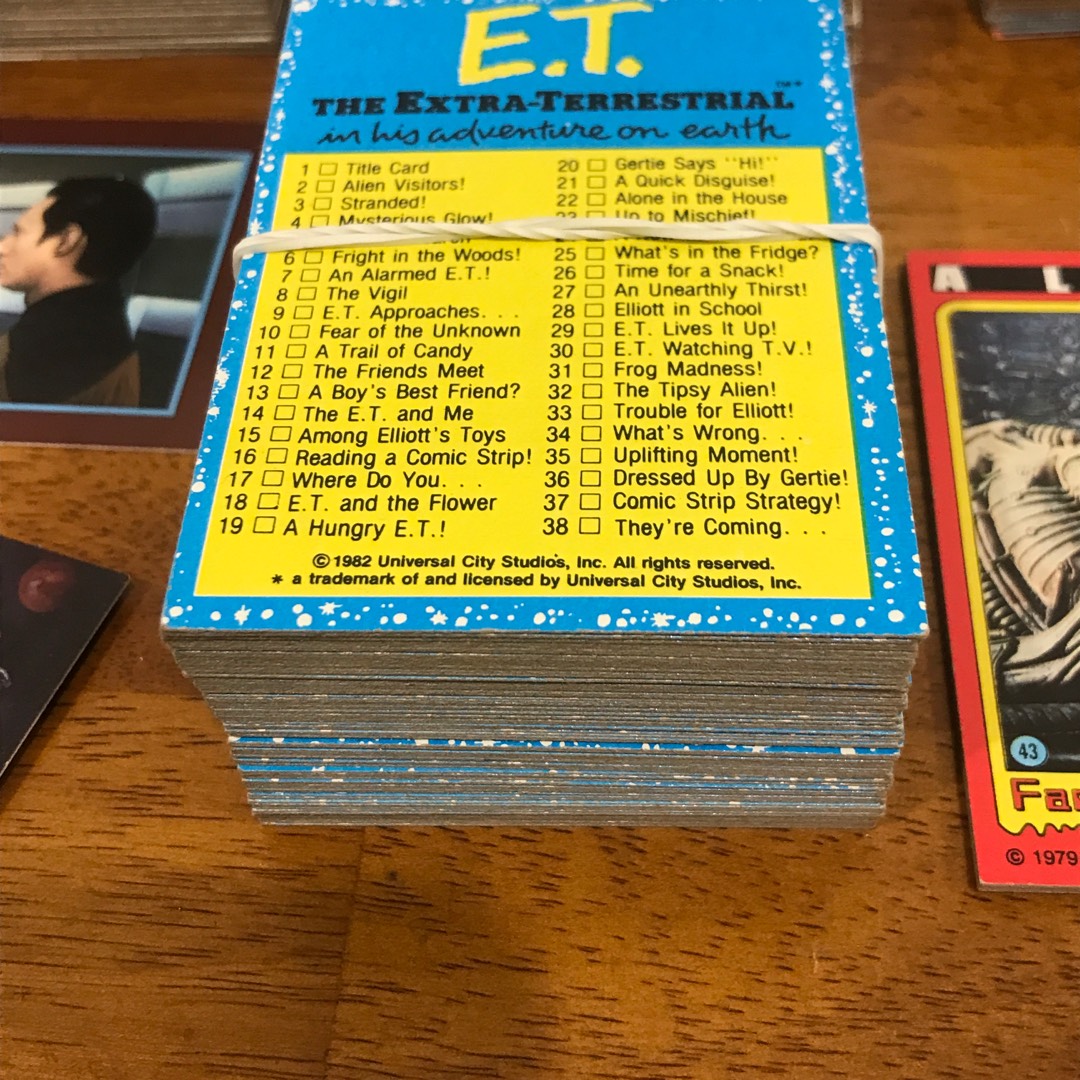 E.T.
THE EXTRA-TERRESTRIAL™*
in his adventure on earth
1 □ Title Card
2 □ Alien Visitors!
3 □ Stranded!
4 □ Mysterious Glow!
6 □ Fright in the Woods!
7 □ An Alarmed E.T.!
8 □ The Vigil
9 □ E.T. Approaches. . .
10 □ Fear of the Unknown
11 □ A Trail of Candy
12 □ The Friends Meet
13 □ A Boy's Best Friend?
14 □ The E.T. and Me
15 □ Among Elliott's Toys
16 □ Reading a Comic Strip!
17 □ Where Do You. . .
18 □ E.T. and the Flower
19 □ A Hungry E.T.!
20 □ Gertie Says "Hi!"
21 □ A Quick Disguise!
22 □ Alone in the House
23 □ Up to Mischief!
25 □ What's in the Fridge?
26 □ Time for a Snack!
27 □ An Unearthly Thirst!
28 □ Elliott in School
29 □ E.T. Lives It Up!
30 □ E.T. Watching T.V.!
31 □ Frog Madness!
32 □ The Tipsy Alien!
33 □ Trouble for Elliott!
34 □ What's Wrong. . .
35 □ Uplifting Moment!
36 □ Dressed Up By Gertie!
37 □ Comic Strip Strategy!
38 □ They're Coming. . .
©1982 Universal City Studios, Inc. All rights reserved.
* a trademark of and licensed by Universal City Studios, Inc.
A L
43
© 1979